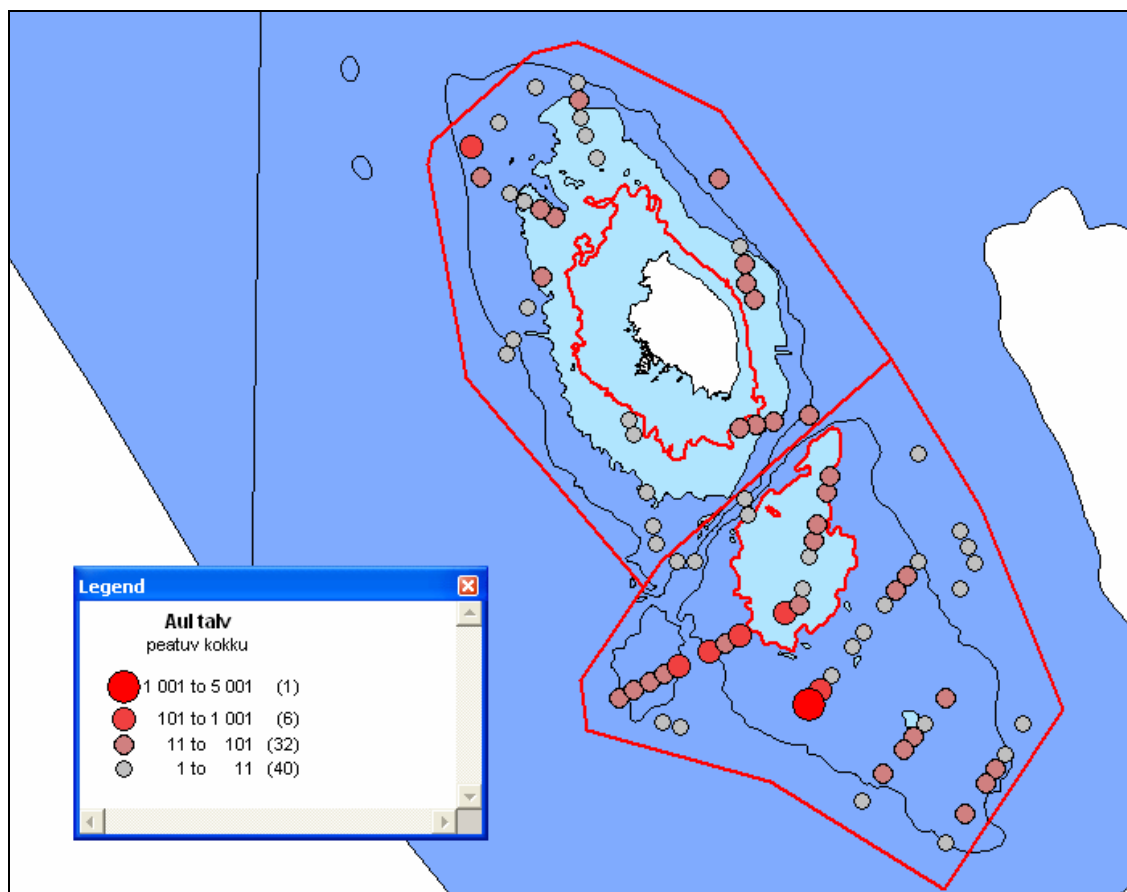 Legend
Aul talv
peatuv kokku
1 001 to 5 001 (1)
101 to 1 001 (6)
11 to 101 (32)
1 to 11 (40)